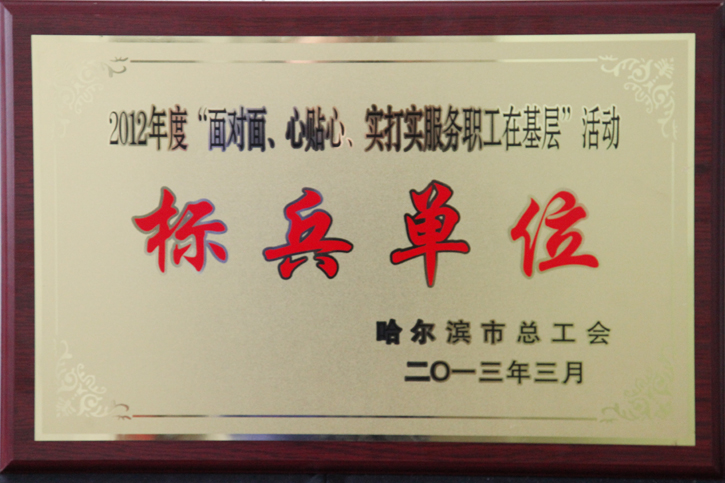 2012年度“面对面、心贴心、实打实服务职工在基层”活动
标兵单位
哈尔滨市总工会
二〇一三年三月